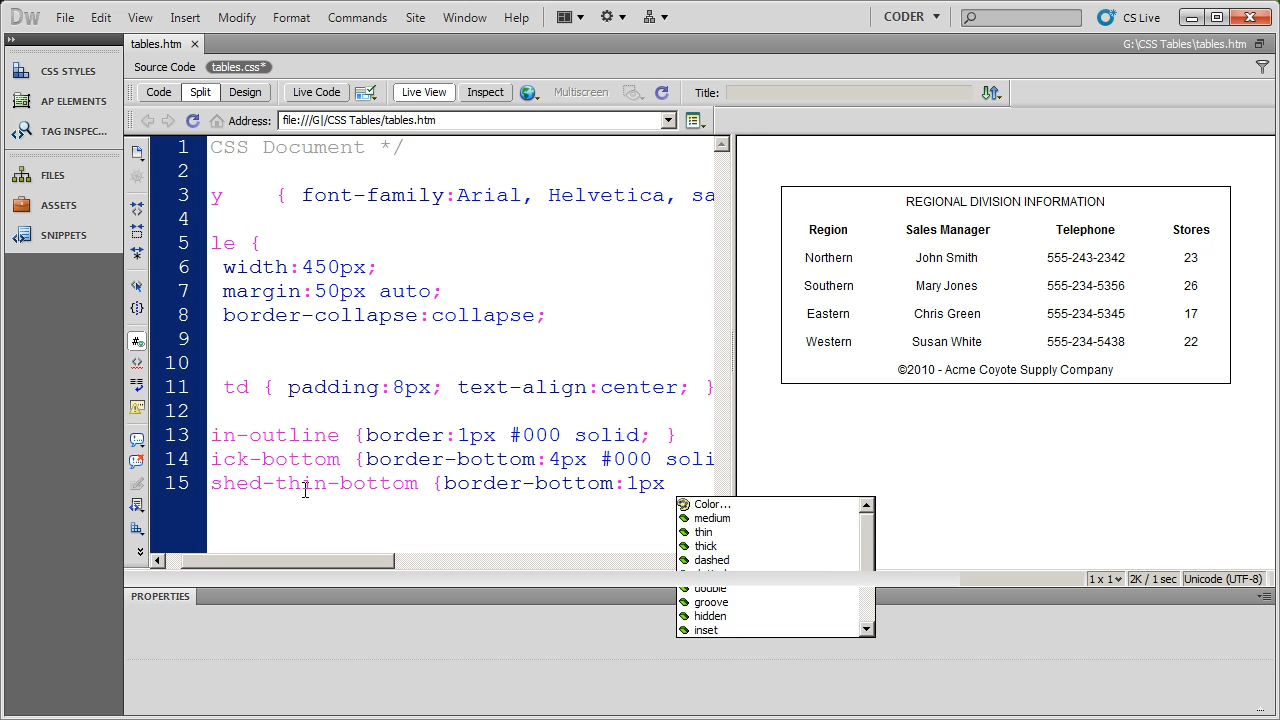 Dw File Edit View Insert Modify Format Commands Site Window Help CODER CS Live
tables.htm G:\CSS Tables\tables.htm
Source Code tables.css*
Code Split Design Live Code Live View Inspect Multiscreen Title:
Address: file:///G|/CSS Tables/tables.htm
CSS STYLES
AP ELEMENTS
TAG INSPEC...
FILES
ASSETS
SNIPPETS
1 CSS Document */
2
3 y { font-family:Arial, Helvetica, sa
4
5 le {
6 width:450px;
7 margin:50px auto;
8 border-collapse:collapse;
9
10
11 td { padding:8px; text-align:center; }
12
13 in-outline {border:1px #000 solid; }
14 ick-bottom {border-bottom:4px #000 soli
15 shed-thin-bottom {border-bottom:1px
Color...
medium
thin
thick
dashed
double
groove
hidden
inset
REGIONAL DIVISION INFORMATION
Region Sales Manager Telephone Stores
Northern John Smith 555-243-2342 23
Southern Mary Jones 555-234-5356 26
Eastern Chris Green 555-234-5345 17
Western Susan White 555-234-5438 22
©2010 - Acme Coyote Supply Company
1 x 1 2K / 1 sec Unicode (UTF-8)
PROPERTIES